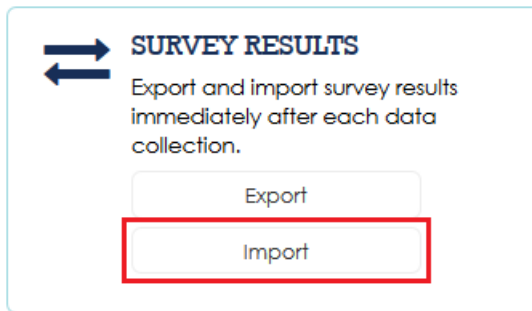 SURVEY RESULTS
Export and import survey results
immediately after each data
collection.
Export
Import